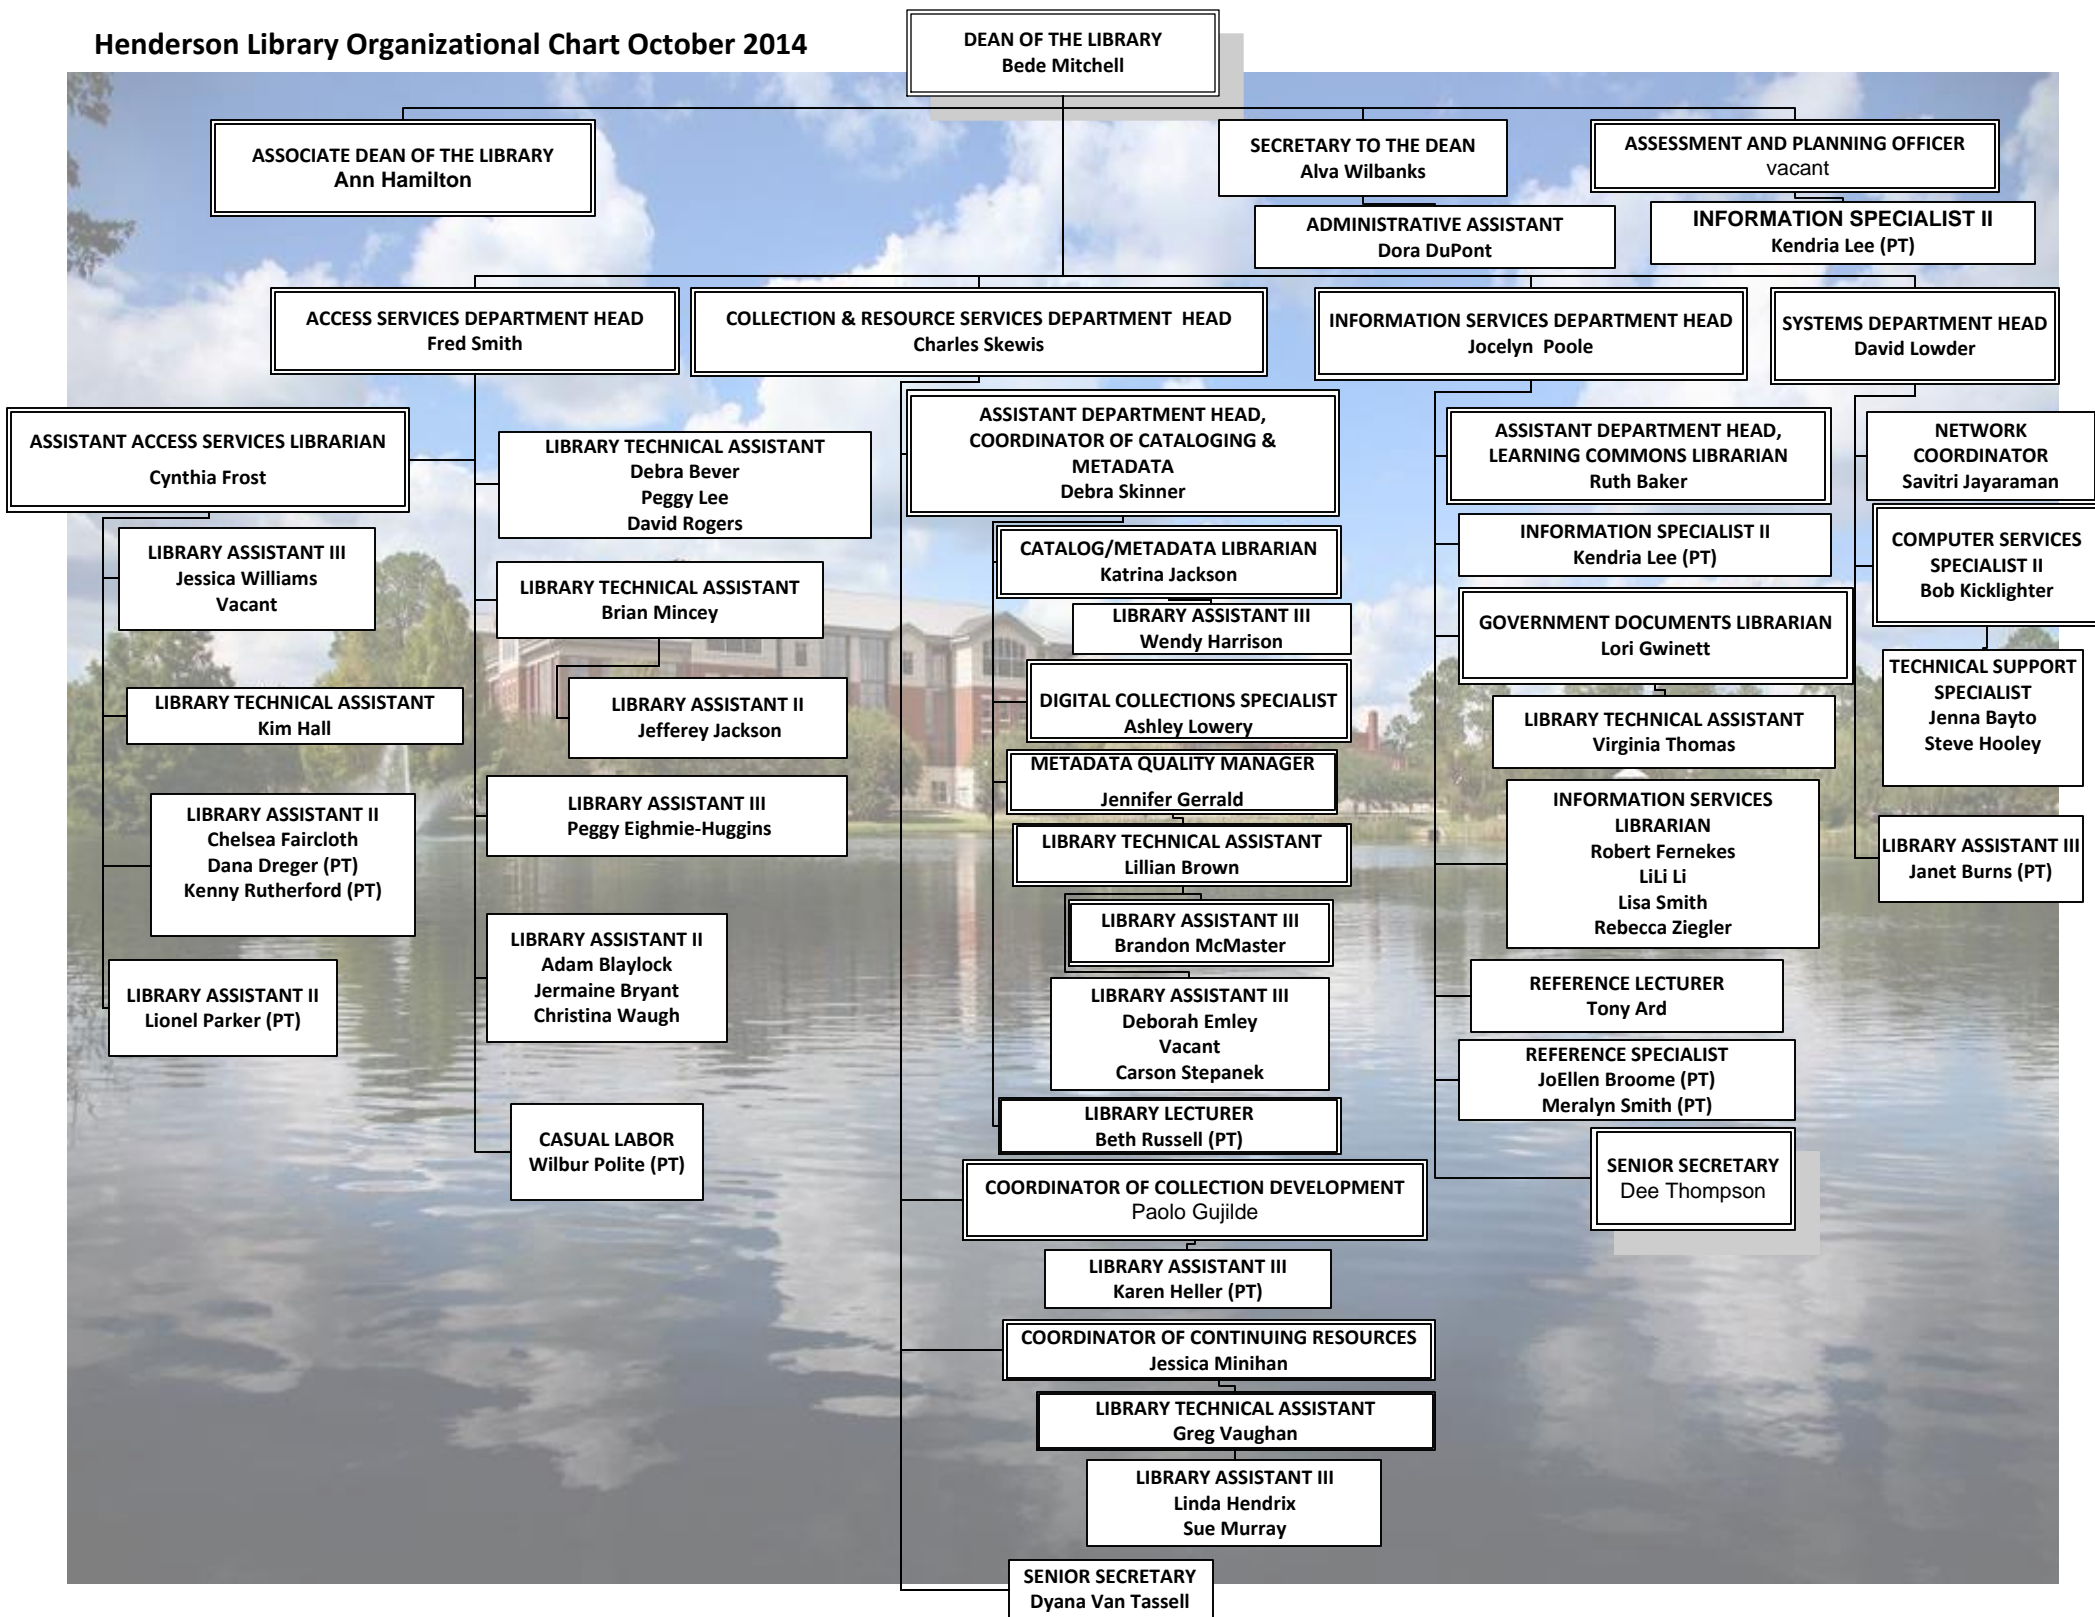 Henderson Library Organizational Chart October 2014
DEAN OF THE LIBRARY
Bede Mitchell
ASSOCIATE DEAN OF THE LIBRARY
Ann Hamilton
SECRETARY TO THE DEAN
Alva Wilbanks
ASSESSMENT AND PLANNING OFFICER
vacant
ADMINISTRATIVE ASSISTANT
Dora DuPont
INFORMATION SPECIALIST II
Kendria Lee (PT)
ACCESS SERVICES DEPARTMENT HEAD
Fred Smith
COLLECTION & RESOURCE SERVICES DEPARTMENT HEAD
Charles Skewis
INFORMATION SERVICES DEPARTMENT HEAD
Jocelyn Poole
SYSTEMS DEPARTMENT HEAD
David Lowder
ASSISTANT ACCESS SERVICES LIBRARIAN
Cynthia Frost
LIBRARY ASSISTANT III
Jessica Williams
Vacant
LIBRARY TECHNICAL ASSISTANT
Kim Hall
LIBRARY ASSISTANT II
Chelsea Faircloth
Dana Dreger (PT)
Kenny Rutherford (PT)
LIBRARY ASSISTANT II
Lionel Parker (PT)
LIBRARY TECHNICAL ASSISTANT
Debra Bever
Peggy Lee
David Rogers
LIBRARY TECHNICAL ASSISTANT
Brian Mincey
LIBRARY ASSISTANT II
Jefferey Jackson
LIBRARY ASSISTANT III
Peggy Eighmie-Huggins
LIBRARY ASSISTANT II
Adam Blaylock
Jermaine Bryant
Christina Waugh
CASUAL LABOR
Wilbur Polite (PT)
ASSISTANT DEPARTMENT HEAD,
COORDINATOR OF CATALOGING &
METADATA
Debra Skinner
CATALOG/METADATA LIBRARIAN
Katrina Jackson
LIBRARY ASSISTANT III
Wendy Harrison
DIGITAL COLLECTIONS SPECIALIST
Ashley Lowery
METADATA QUALITY MANAGER
Jennifer Gerrald
LIBRARY TECHNICAL ASSISTANT
Lillian Brown
LIBRARY ASSISTANT III
Brandon McMaster
LIBRARY ASSISTANT III
Deborah Emley
Vacant
Carson Stepanek
LIBRARY LECTURER
Beth Russell (PT)
COORDINATOR OF COLLECTION DEVELOPMENT
Paolo Gujilde
LIBRARY ASSISTANT III
Karen Heller (PT)
COORDINATOR OF CONTINUING RESOURCES
Jessica Minihan
LIBRARY TECHNICAL ASSISTANT
Greg Vaughan
LIBRARY ASSISTANT III
Linda Hendrix
Sue Murray
SENIOR SECRETARY
Dyana Van Tassell
ASSISTANT DEPARTMENT HEAD,
LEARNING COMMONS LIBRARIAN
Ruth Baker
INFORMATION SPECIALIST II
Kendria Lee (PT)
GOVERNMENT DOCUMENTS LIBRARIAN
Lori Gwinett
LIBRARY TECHNICAL ASSISTANT
Virginia Thomas
INFORMATION SERVICES
LIBRARIAN
Robert Fernekes
LiLi Li
Lisa Smith
Rebecca Ziegler
REFERENCE LECTURER
Tony Ard
REFERENCE SPECIALIST
JoEllen Broome (PT)
Meralyn Smith (PT)
SENIOR SECRETARY
Dee Thompson
NETWORK
COORDINATOR
Savitri Jayaraman
COMPUTER SERVICES
SPECIALIST II
Bob Kicklighter
TECHNICAL SUPPORT
SPECIALIST
Jenna Bayto
Steve Hooley
LIBRARY ASSISTANT III
Janet Burns (PT)